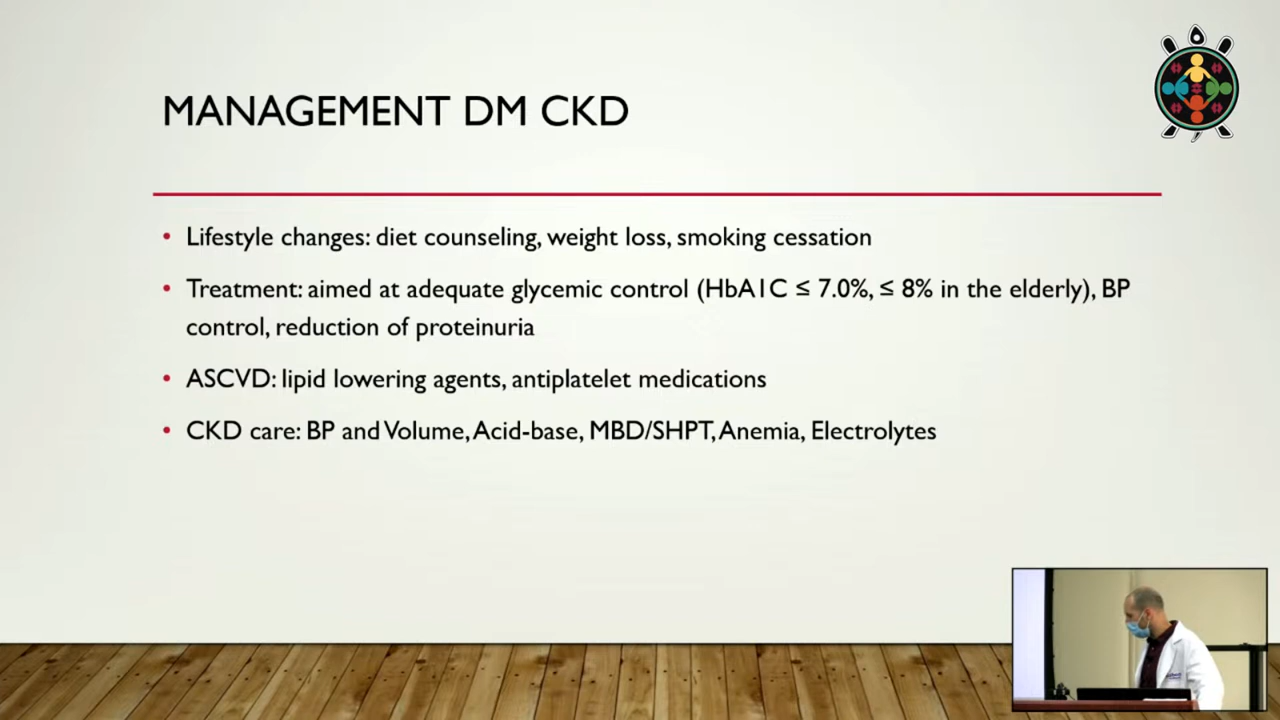 MANAGEMENT DM CKD
• Lifestyle changes: diet counseling, weight loss, smoking cessation
• Treatment: aimed at adequate glycemic control (HbA1C ≤ 7.0%, ≤ 8% in the elderly), BP
control, reduction of proteinuria
• ASCVD: lipid lowering agents, antiplatelet medications
• CKD care: BP and Volume, Acid-base, MBD/SHPT, Anemia, Electrolytes